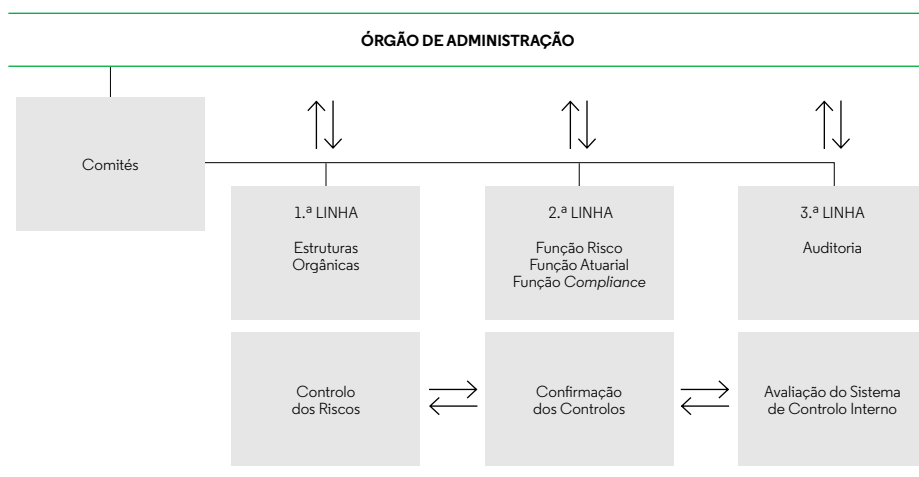 ÓRGÃO DE ADMINISTRAÇÃO
Comités
1.ª LINHA
Estruturas
Orgânicas
2.ª LINHA
Função Risco
Função Atuarial
Função Compliance
3.ª LINHA
Auditoria
Controlo
dos Riscos
Confirmação
dos Controlos
Avaliação do Sistema
de Controlo Interno